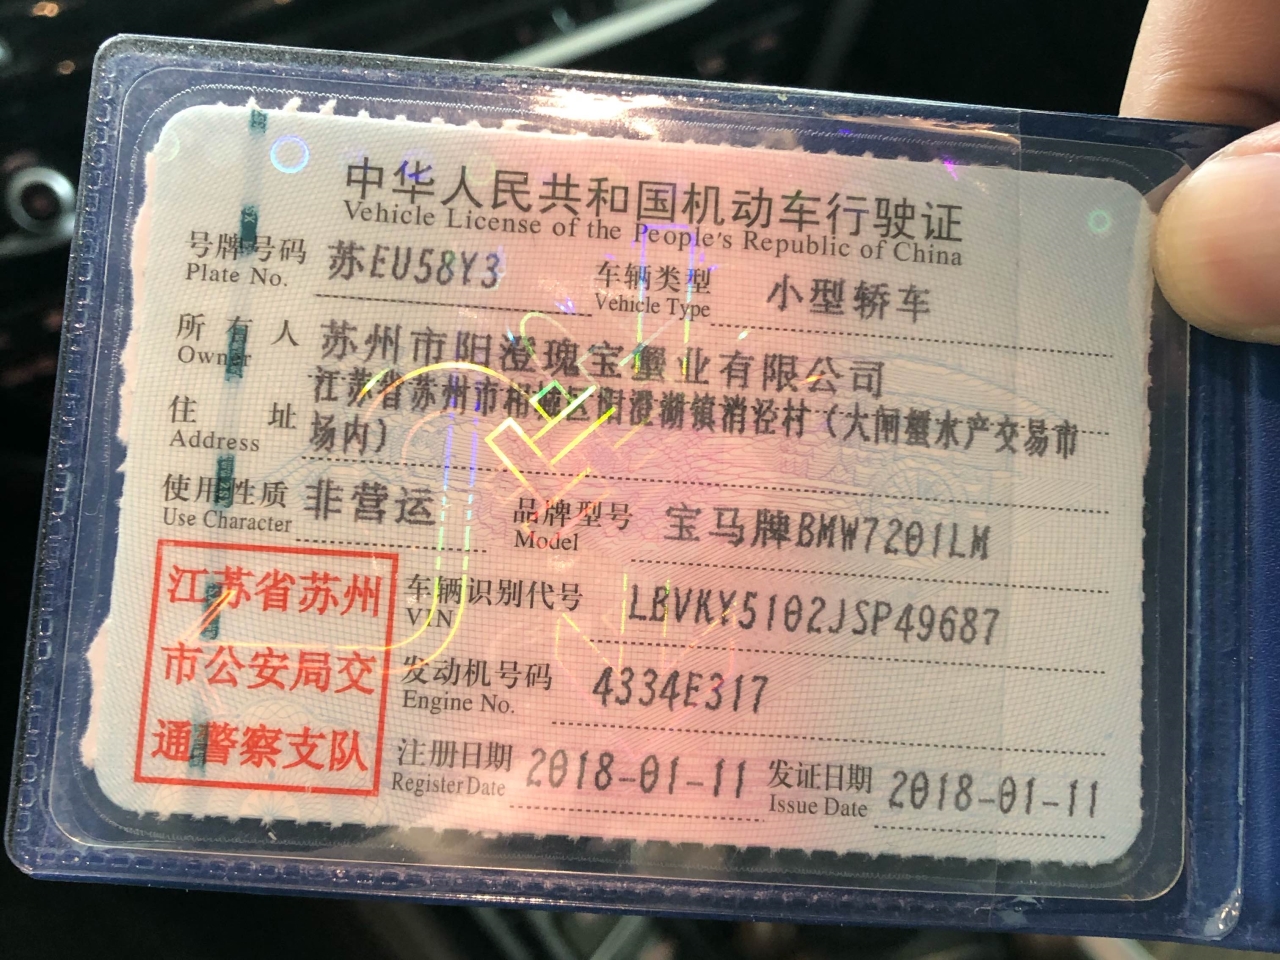 中华人民共和国机动车行驶证
Vehicle License of the People's Republic of China
号牌号码 苏EU58Y3 车辆类型 小型轿车
Plate No. Vehicle Type
所有人 苏州市阳澄瑰宝蟹业有限公司
Owner
住址 江苏省苏州市相城区阳澄湖镇消泾村（大闸蟹水产交易市
Address 场内）
使用性质 非营运 品牌型号 宝马牌BMW7201LM
Use Character Model
江苏省苏州
市公安局交
通警察支队
车辆识别代号 LBVKY5102JSP49687
VIN
发动机号码 4334E317
Engine No.
注册日期 2018-01-11 发证日期 2018-01-11
Register Date Issue Date